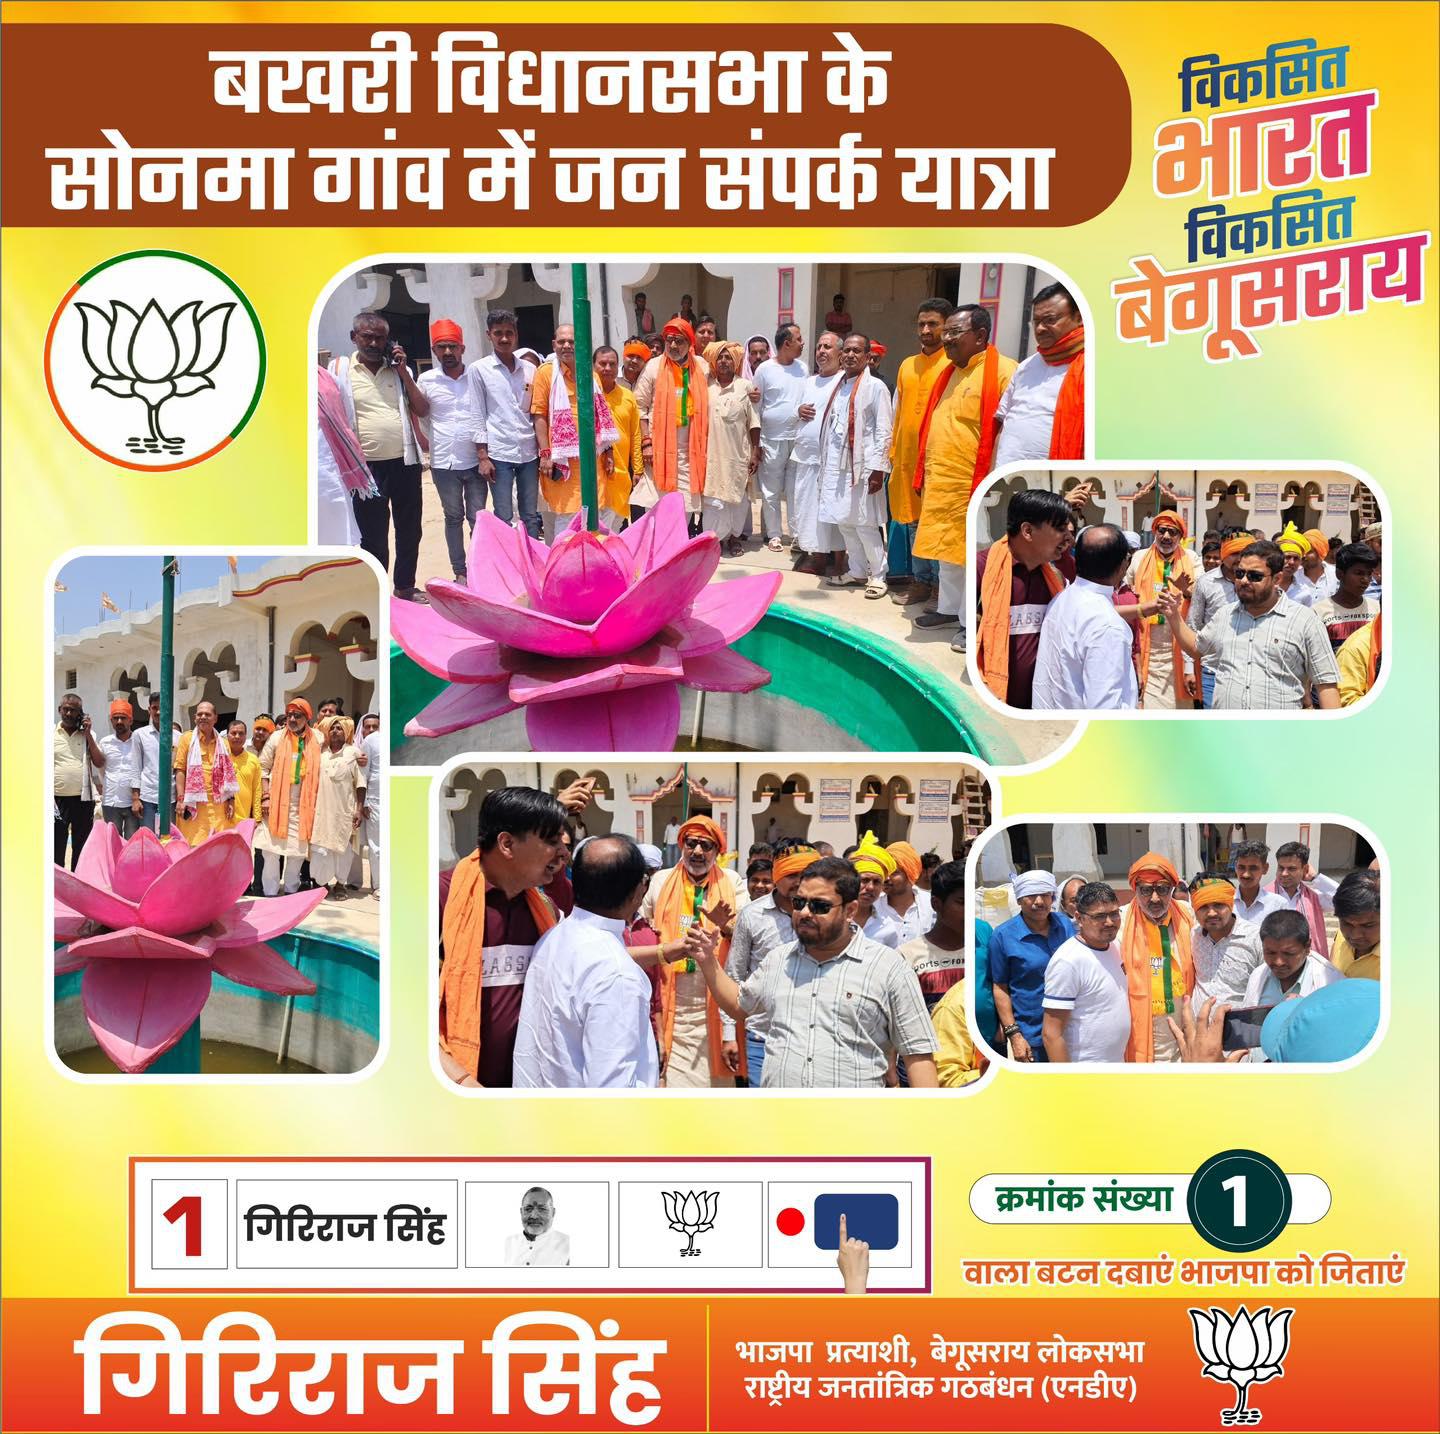 बखरी विधानसभा के
सोनमा गांव में जन संपर्क यात्रा
विकसित
भारत
विकसित
बेगूसराय
1
गिरिराज सिंह
क्रमांक संख्या 1
वाला बटन दबाएं भाजपा को जिताएं
गिरिराज सिंह
भाजपा प्रत्याशी, बेगूसराय लोकसभा
राष्ट्रीय जनतांत्रिक गठबंधन (एनडीए)